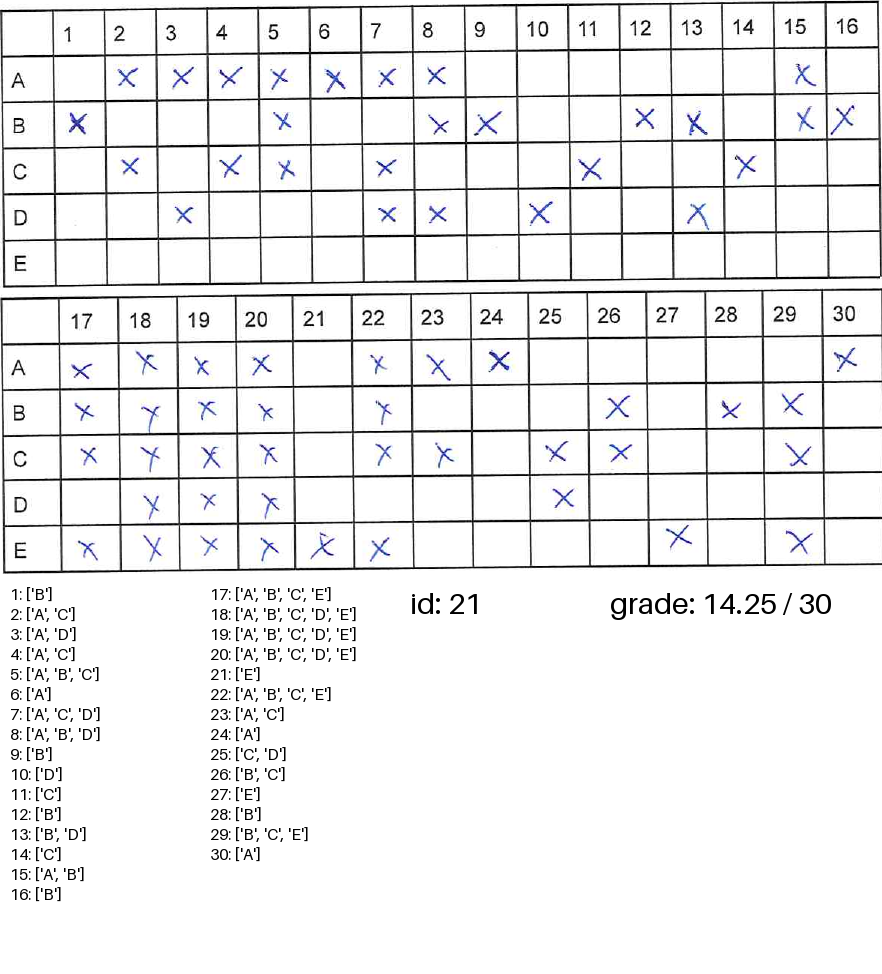 1 2 3 4 5 6 7 8 9 10 11 12 13 14 15 16
A X X X X X X X X
B X X X X X X X X
C X X X X X X
D X X X X X
E
17 18 19 20 21 22 23 24 25 26 27 28 29 30
A X X X X X X X X
B X X X X X X X X
C X X X X X X X X X
D X X X X
E X X X X X X X X
1: ['B'] 17: ['A', 'B', 'C', 'E'] id: 21 grade: 14.25 / 30
2: ['A', 'C'] 18: ['A', 'B', 'C', 'D', 'E']
3: ['A', 'D'] 19: ['A', 'B', 'C', 'D', 'E']
4: ['A', 'C'] 20: ['A', 'B', 'C', 'D', 'E']
5: ['A', 'B', 'C'] 21: ['E']
6: ['A'] 22: ['A', 'B', 'C', 'E']
7: ['A', 'C', 'D'] 23: ['A', 'C']
8: ['A', 'B', 'D'] 24: ['A']
9: ['B'] 25: ['C', 'D']
10: ['D'] 26: ['B', 'C']
11: ['C'] 27: ['E']
12: ['B'] 28: ['B']
13: ['B', 'D'] 29: ['B', 'C', 'E']
14: ['C'] 30: ['A']
15: ['A', 'B']
16: ['B']